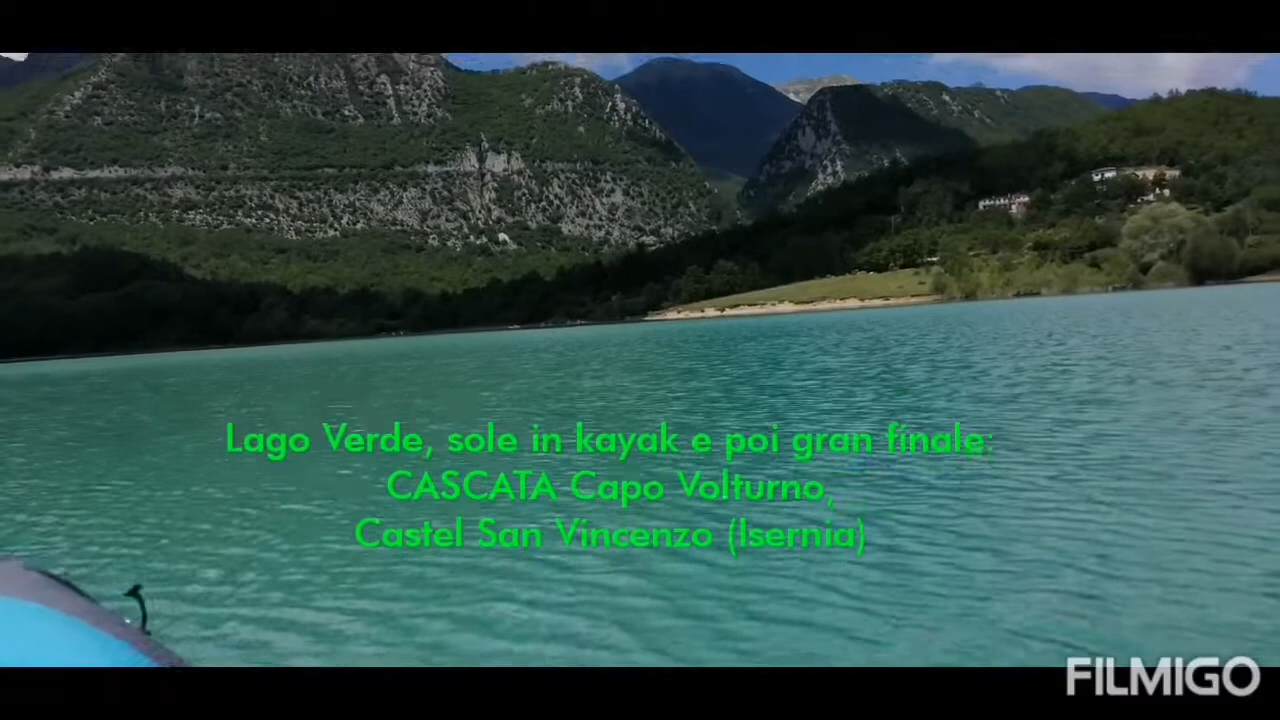 Lago Verde, sole in kayak e poi gran finale:
CASCATA Capo Volturno,
Castel San Vincenzo (Isernia)
FILMIGO